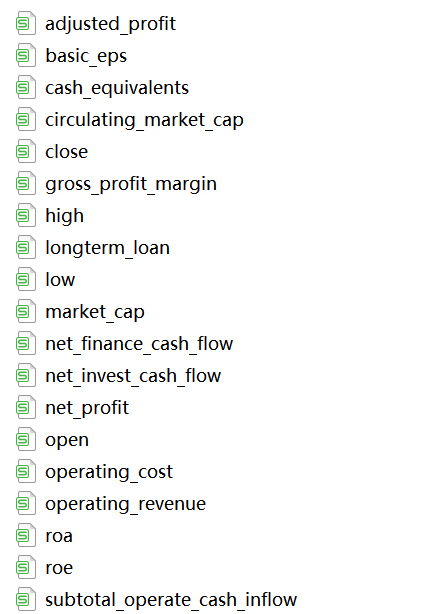 adjusted_profit
basic_eps
cash_equivalents
circulating_market_cap
close
gross_profit_margin
high
longterm_loan
low
market_cap
net_finance_cash_flow
net_invest_cash_flow
net_profit
open
operating_cost
operating_revenue
roa
roe
subtotal_operate_cash_inflow